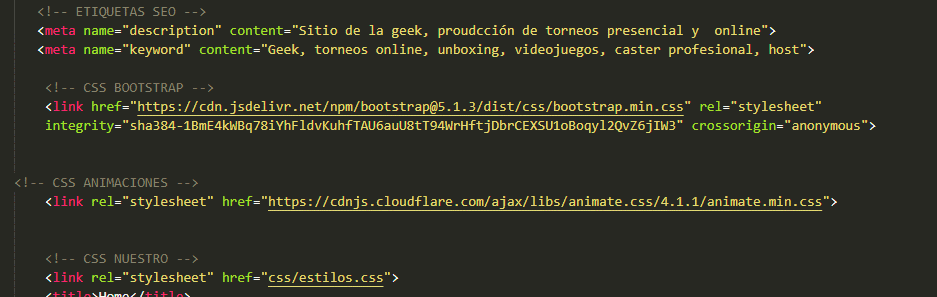 <!-- ETIQUETAS SEO -->
<meta name="description" content="Sitio de la geek, proudcción de torneos presencial y  online">
<meta name="keyword" content="Geek, torneos online, unboxing, videojuegos, caster profesional, host">
<!-- CSS BOOTSTRAP -->
<link href="https://cdn.jsdelivr.net/npm/bootstrap@5.1.3/dist/css/bootstrap.min.css" rel="stylesheet"
integrity="sha384-1BmE4kWBq78iYhFldvKuhfTAU6auU8tT94WrHftjDbrCEXSU1oBoqyl2QvZ6jIW3" crossorigin="anonymous">
<!-- CSS ANIMACIONES -->
<link rel="stylesheet" href="https://cdnjs.cloudflare.com/ajax/libs/animate.css/4.1.1/animate.min.css">
<!-- CSS NUESTRO -->
<link rel="stylesheet" href="css/estilos.css">
<title>Home</title>